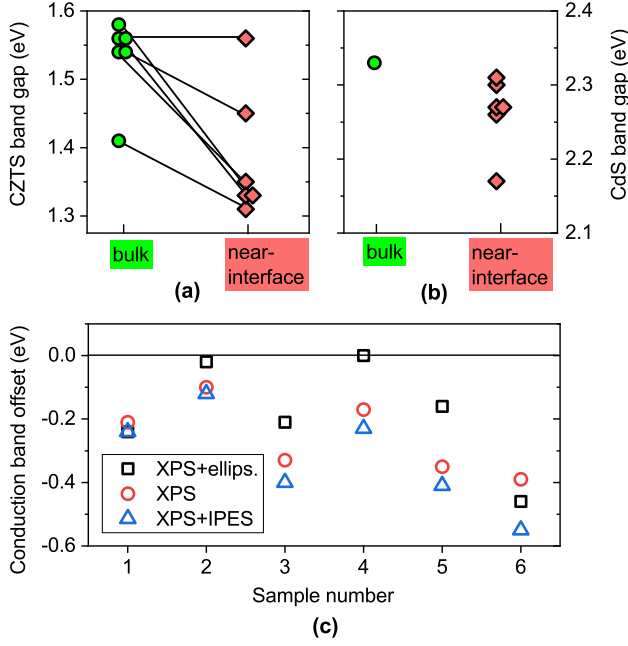 CZTS band gap (eV)
1.6
1.5
1.4
1.3
bulk
near-
interface
(a)
2.4
2.3
2.2
2.1
CdS band gap (eV)
bulk
near-
interface
(b)
Conduction band offset (eV)
0.0
-0.2
-0.4
-0.6
XPS+ellips.
XPS
XPS+IPES
1 2 3 4 5 6
Sample number
(c)